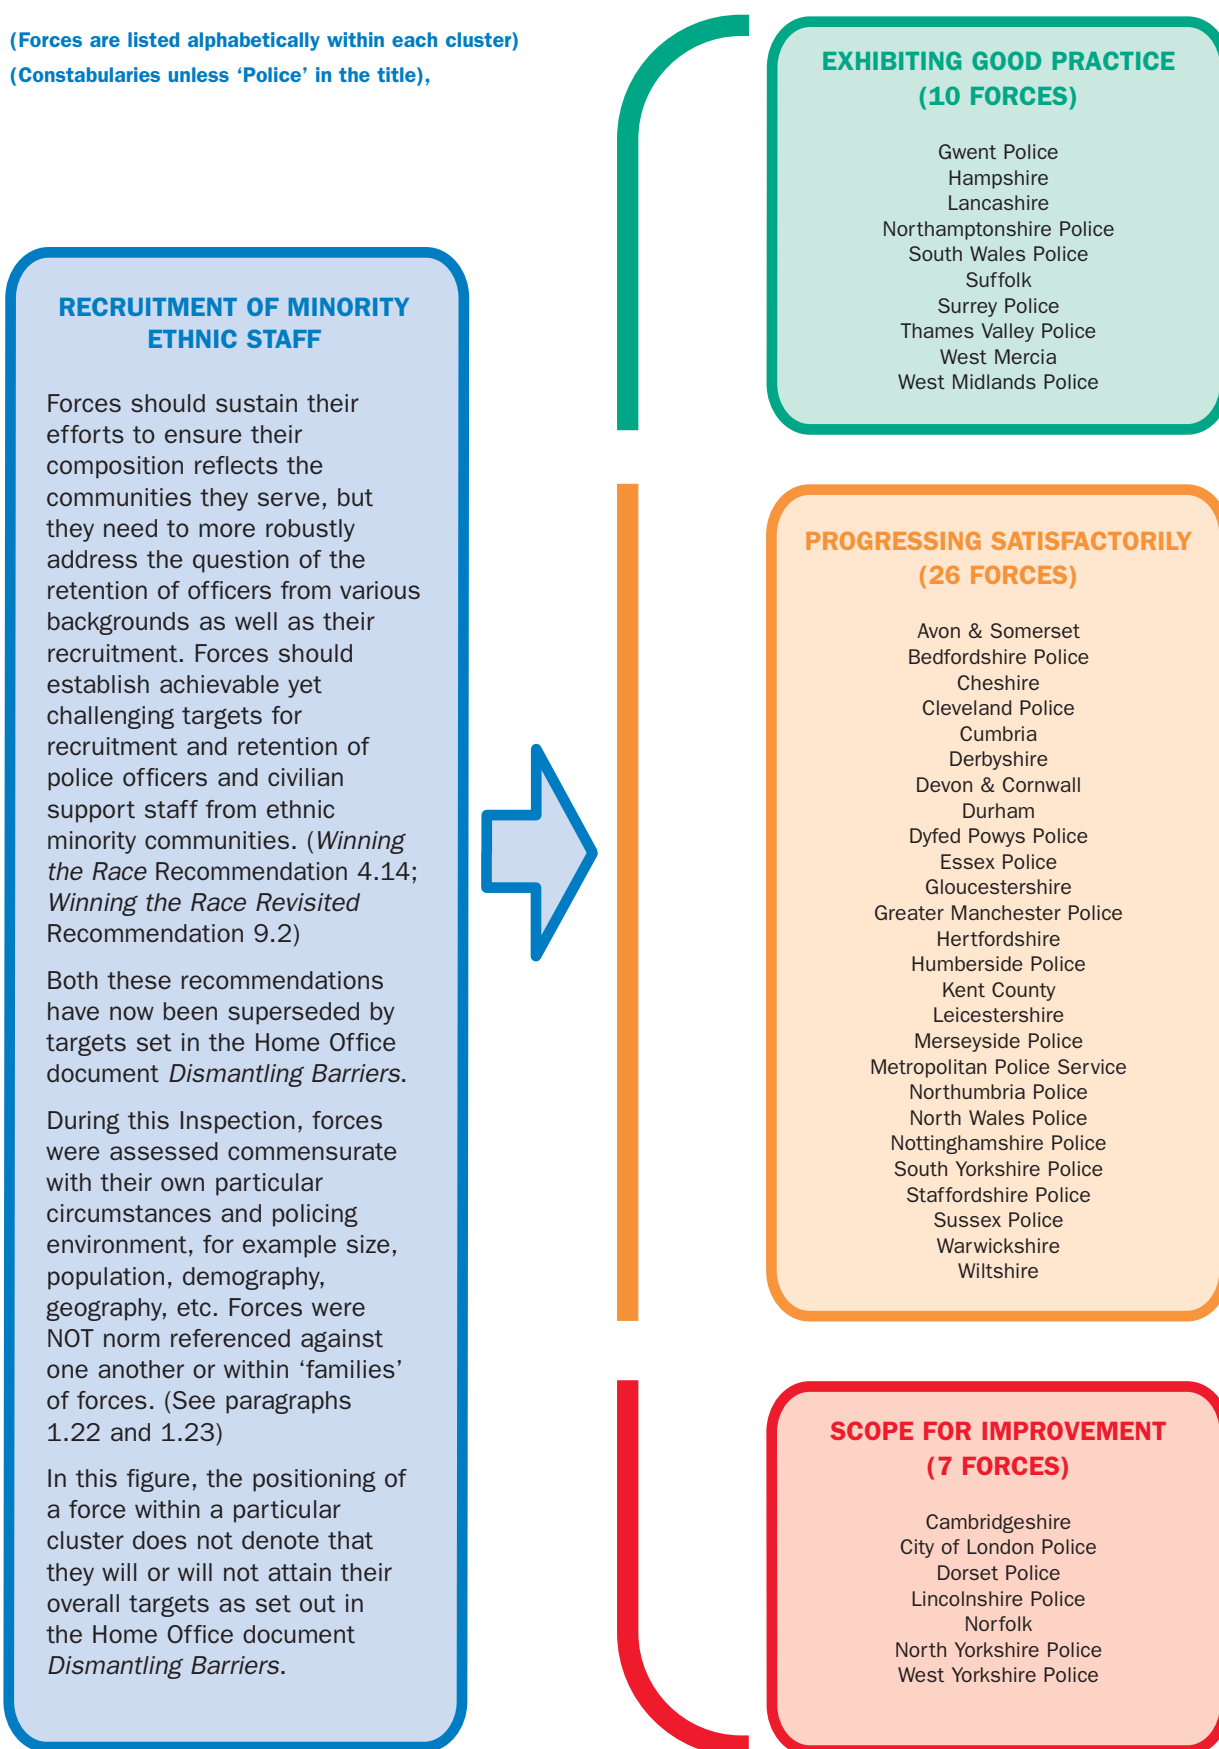 (Forces are listed alphabetically within each cluster)
(Constabularies unless ‘Police’ in the title),
RECRUITMENT OF MINORITY
ETHNIC STAFF
Forces should sustain their
efforts to ensure their
composition reflects the
communities they serve, but
they need to more robustly
address the question of the
retention of officers from various
backgrounds as well as their
recruitment. Forces should
establish achievable yet
challenging targets for
recruitment and retention of
police officers and civilian
support staff from ethnic
minority communities. (Winning
the Race Recommendation 4.14;
Winning the Race Revisited
Recommendation 9.2)
Both these recommendations
have now been superseded by
targets set in the Home Office
document Dismantling Barriers.
During this Inspection, forces
were assessed commensurate
with their own particular
circumstances and policing
environment, for example size,
population, demography,
geography, etc. Forces were
NOT norm referenced against
one another or within ‘families’
of forces. (See paragraphs
1.22 and 1.23)
In this figure, the positioning of
a force within a particular
cluster does not denote that
they will or will not attain their
overall targets as set out in
the Home Office document
Dismantling Barriers.
EXHIBITING GOOD PRACTICE
(10 FORCES)
Gwent Police
Hampshire
Lancashire
Northamptonshire Police
South Wales Police
Suffolk
Surrey Police
Thames Valley Police
West Mercia
West Midlands Police
PROGRESSING SATISFACTORILY
(26 FORCES)
Avon & Somerset
Bedfordshire Police
Cheshire
Cleveland Police
Cumbria
Derbyshire
Devon & Cornwall
Durham
Dyfed Powys Police
Essex Police
Gloucestershire
Greater Manchester Police
Hertfordshire
Humberside Police
Kent County
Leicestershire
Merseyside Police
Metropolitan Police Service
Northumbria Police
North Wales Police
Nottinghamshire Police
South Yorkshire Police
Staffordshire Police
Sussex Police
Warwickshire
Wiltshire
SCOPE FOR IMPROVEMENT
(7 FORCES)
Cambridgeshire
City of London Police
Dorset Police
Lincolnshire Police
Norfolk
North Yorkshire Police
West Yorkshire Police